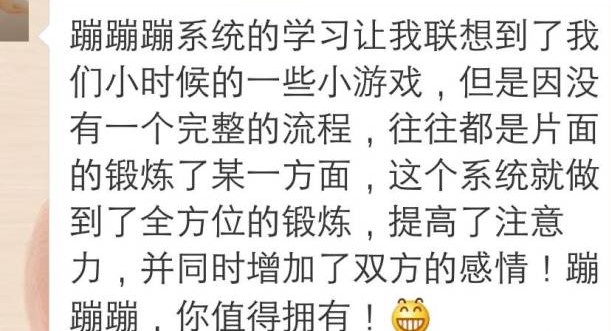 蹦蹦蹦系统的学习让我联想到了我
们小时候的一些小游戏，但是因没
有一个完整的流程，往往都是片面
的锻炼了某一方面，这个系统就做
到了全方位的锻炼，提高了注意
力，并同时增加了双方的感情！蹦
蹦蹦，你值得拥有！😁